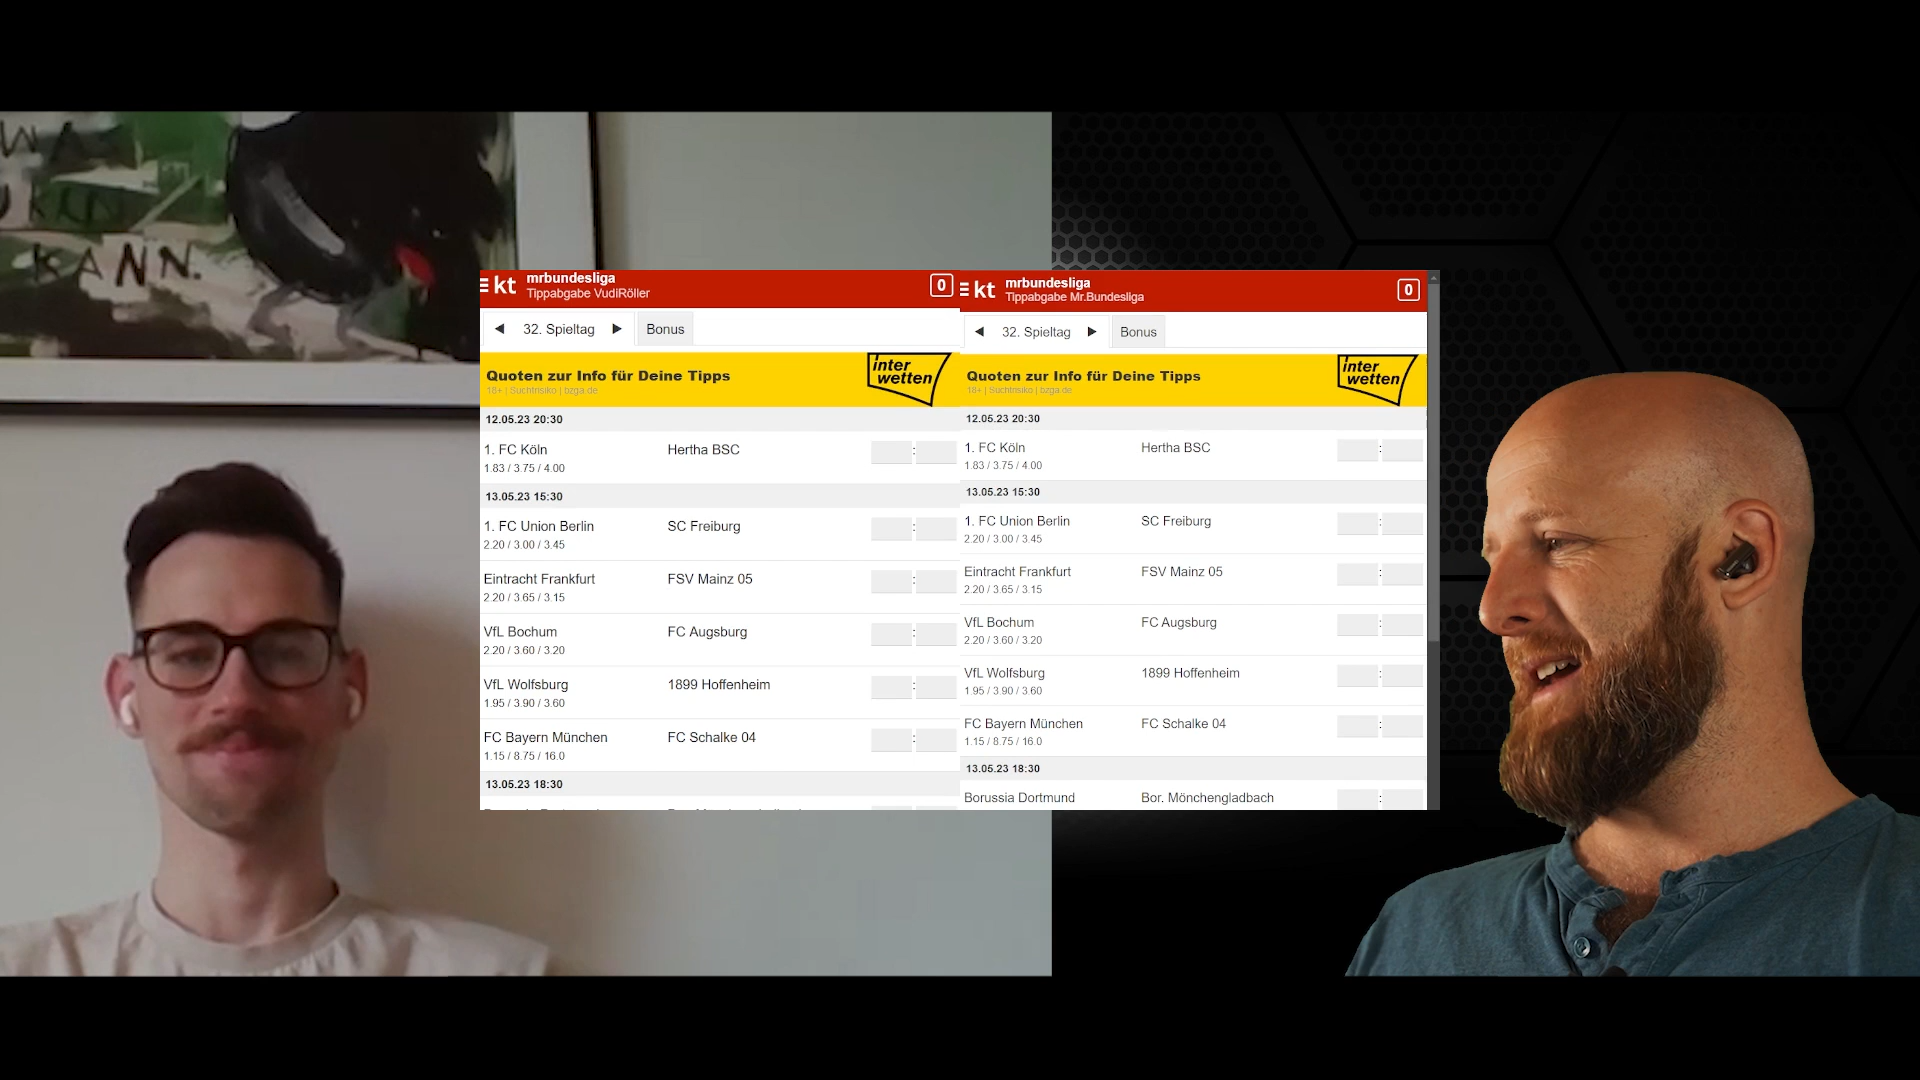 WA
KANN.
kt
mrbundesliga
Tippabgabe VudiRöller
0
32. Spieltag
Bonus
Quoten zur Info für Deine Tipps
18+ | Suchtrisiko | bzga.de
inter
wetten
12.05.23 20:30
1. FC Köln Hertha BSC :
1.83 / 3.75 / 4.00
13.05.23 15:30
1. FC Union Berlin SC Freiburg :
2.20 / 3.00 / 3.45
Eintracht Frankfurt FSV Mainz 05 :
2.20 / 3.65 / 3.15
VfL Bochum FC Augsburg :
2.20 / 3.60 / 3.20
VfL Wolfsburg 1899 Hoffenheim :
1.95 / 3.90 / 3.60
FC Bayern München FC Schalke 04 :
1.15 / 8.75 / 16.0
13.05.23 18:30
kt
mrbundesliga
Tippabgabe Mr.Bundesliga
0
32. Spieltag
Bonus
Quoten zur Info für Deine Tipps
18+ | Suchtrisiko | bzga.de
inter
wetten
12.05.23 20:30
1. FC Köln Hertha BSC :
1.83 / 3.75 / 4.00
13.05.23 15:30
1. FC Union Berlin SC Freiburg :
2.20 / 3.00 / 3.45
Eintracht Frankfurt FSV Mainz 05 :
2.20 / 3.65 / 3.15
VfL Bochum FC Augsburg :
2.20 / 3.60 / 3.20
VfL Wolfsburg 1899 Hoffenheim :
1.95 / 3.90 / 3.60
FC Bayern München FC Schalke 04 :
1.15 / 8.75 / 16.0
13.05.23 18:30
Borussia Dortmund Bor. Mönchengladbach :